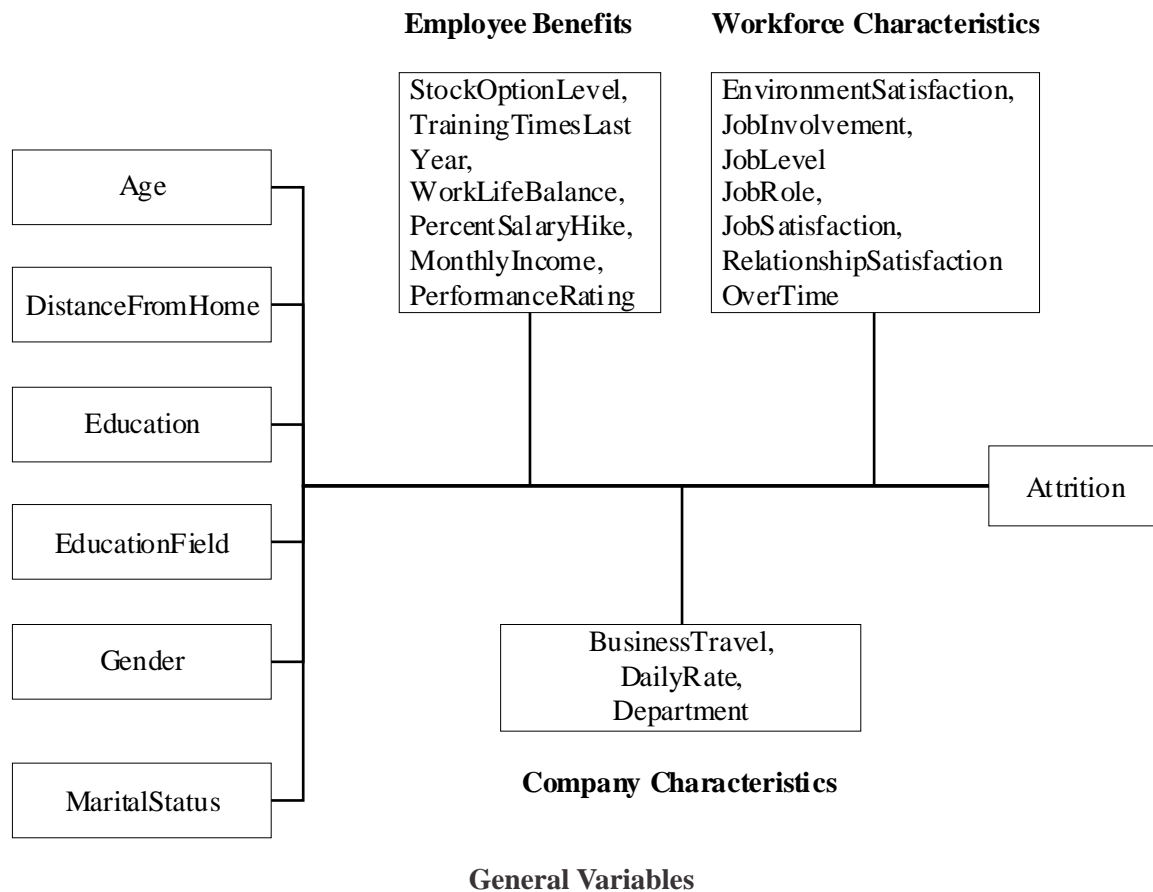 Employee Benefits
Workforce Characteristics
StockOptionLevel,
TrainingTimesLast
Year,
WorkLifeBalance,
PercentSalaryHike,
MonthlyIncome,
PerformanceRating
EnvironmentSatisfaction,
JobInvolvement,
JobLevel
JobRole,
JobSatisfaction,
RelationshipSatisfaction
OverTime
Age
DistanceFromHome
Education
EducationField
Gender
MaritalStatus
Attrition
BusinessTravel,
DailyRate,
Department
Company Characteristics
General Variables